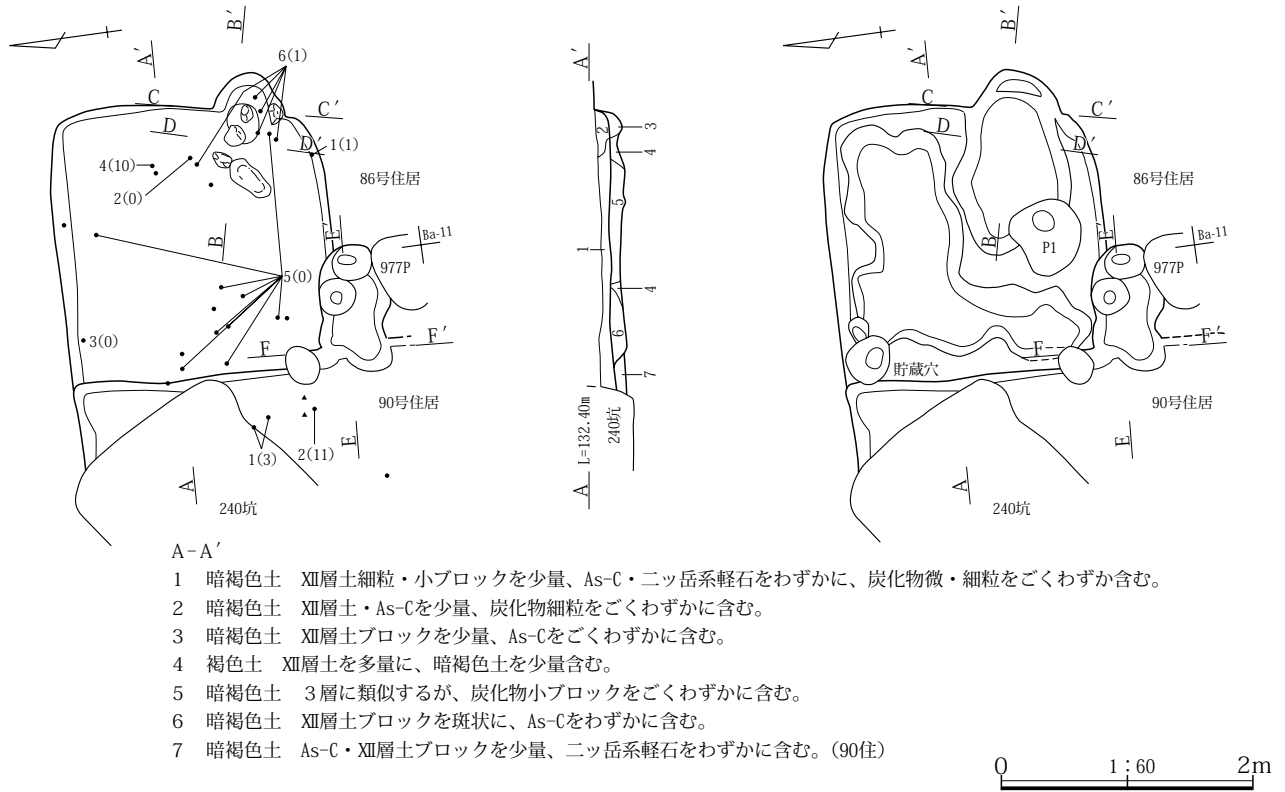 B′
A′
6(1)
C
C′
D
D′
1(1)
4(10)
86号住居
2(0)
B
E′
Ba-11
977P
5(0)
3(0)
F
F′
90号住居
1(3)
2(11)
E
A
240坑
A′
2
3
4
5
1
4
6
7
L=132.40m
240坑
A
B′
A′
C
C′
D
D′
86号住居
B
E′
P1
Ba-11
977P
F
F′
貯蔵穴
90号住居
E
A
240坑
A-A′
1 暗褐色土 Ⅻ層土細粒・小ブロックを少量、As-C・二ッ岳系軽石をわずかに、炭化物微・細粒をごくわずか含む。
2 暗褐色土 Ⅻ層土・As-Cを少量、炭化物細粒をごくわずかに含む。
3 暗褐色土 Ⅻ層土ブロックを少量、As-Cをごくわずかに含む。
4 褐色土 Ⅻ層土を多量に、暗褐色土を少量含む。
5 暗褐色土 3層に類似するが、炭化物小ブロックをごくわずかに含む。
6 暗褐色土 Ⅻ層土ブロックを斑状に、As-Cをわずかに含む。
7 暗褐色土 As-C・Ⅻ層土ブロックを少量、二ッ岳系軽石をわずかに含む。(90住)
0 1:60 2m